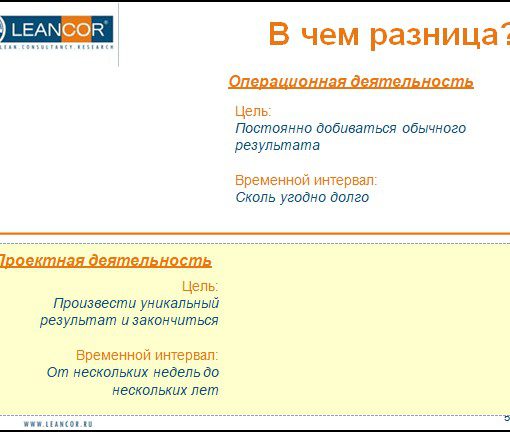 LEANCOR®
LEAN.CONSULTANCY.RESEARCH
В чем разница?
Операционная деятельность
Цель:
Постоянно добиваться обычного
результата
Временной интервал:
Сколь угодно долго
Проектная деятельность
Цель:
Произвести уникальный
результат и закончиться
Временной интервал:
От нескольких недель до
нескольких лет
WWW.LEANCOR.RU
5